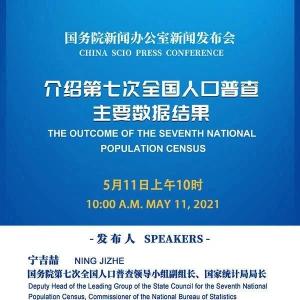 国务院新闻办公室新闻发布会
CHINA SCIO PRESS CONFERENCE
介绍第七次全国人口普查
主要数据结果
THE OUTCOME OF THE SEVENTH NATIONAL
POPULATION CENSUS
5月11日上午10时
10:00 A.M. MAY 11, 2021
- 发布人 SPEAKERS -
宁吉喆 NING JIZHE
国务院第七次全国人口普查领导小组副组长、国家统计局局长
Deputy Head of the Leading Group of the State Council for the Seventh National
Population Census, Commissioner of the National Bureau of Statistics